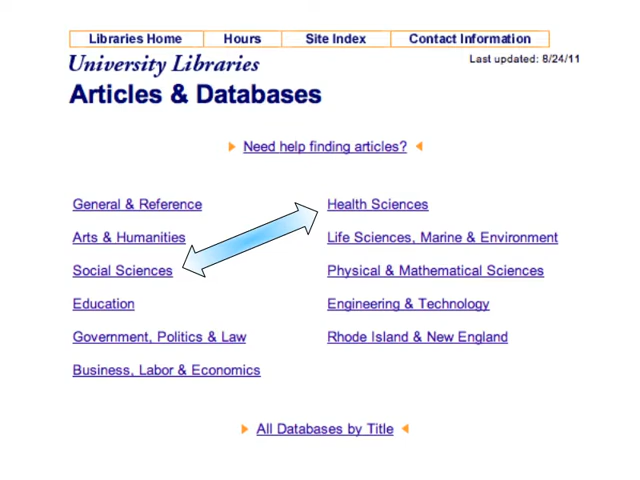 Libraries Home Hours Site Index Contact Information
University Libraries
Last updated: 8/24/11
Articles & Databases
Need help finding articles?
General & Reference
Arts & Humanities
Social Sciences
Education
Government, Politics & Law
Business, Labor & Economics
Health Sciences
Life Sciences, Marine & Environment
Physical & Mathematical Sciences
Engineering & Technology
Rhode Island & New England
All Databases by Title